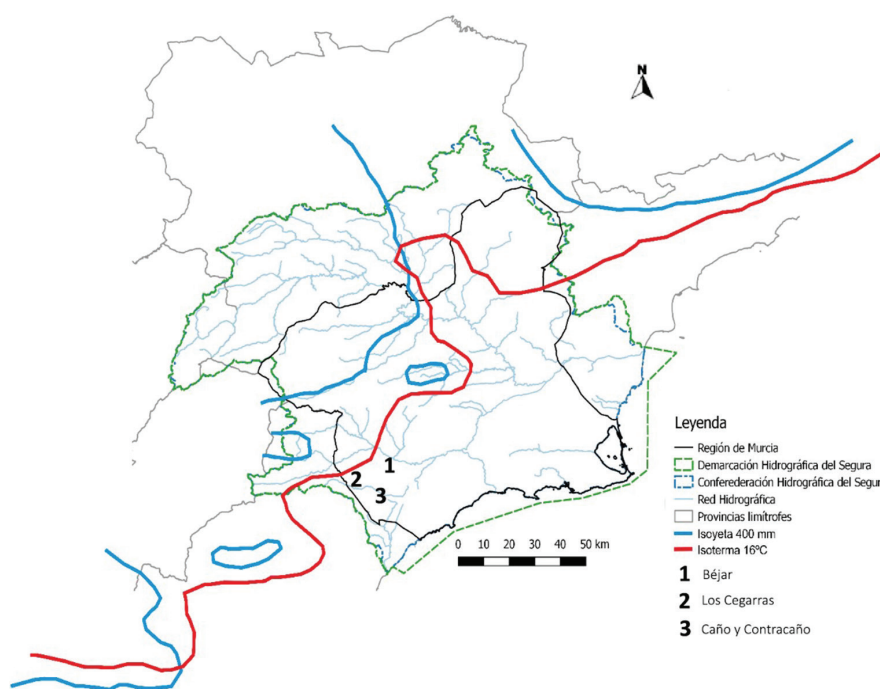 N
1
2
3
0 10 20 30 40 50 km
Leyenda
Región de Murcia
Demarcación Hidrográfica del Segura
Confederación Hidrográfica del Segur
Red Hidrográfica
Provincias limítrofes
Isoyeta 400 mm
Isoterma 16ºC
1 Béjar
2 Los Cegarras
3 Caño y Contracaño